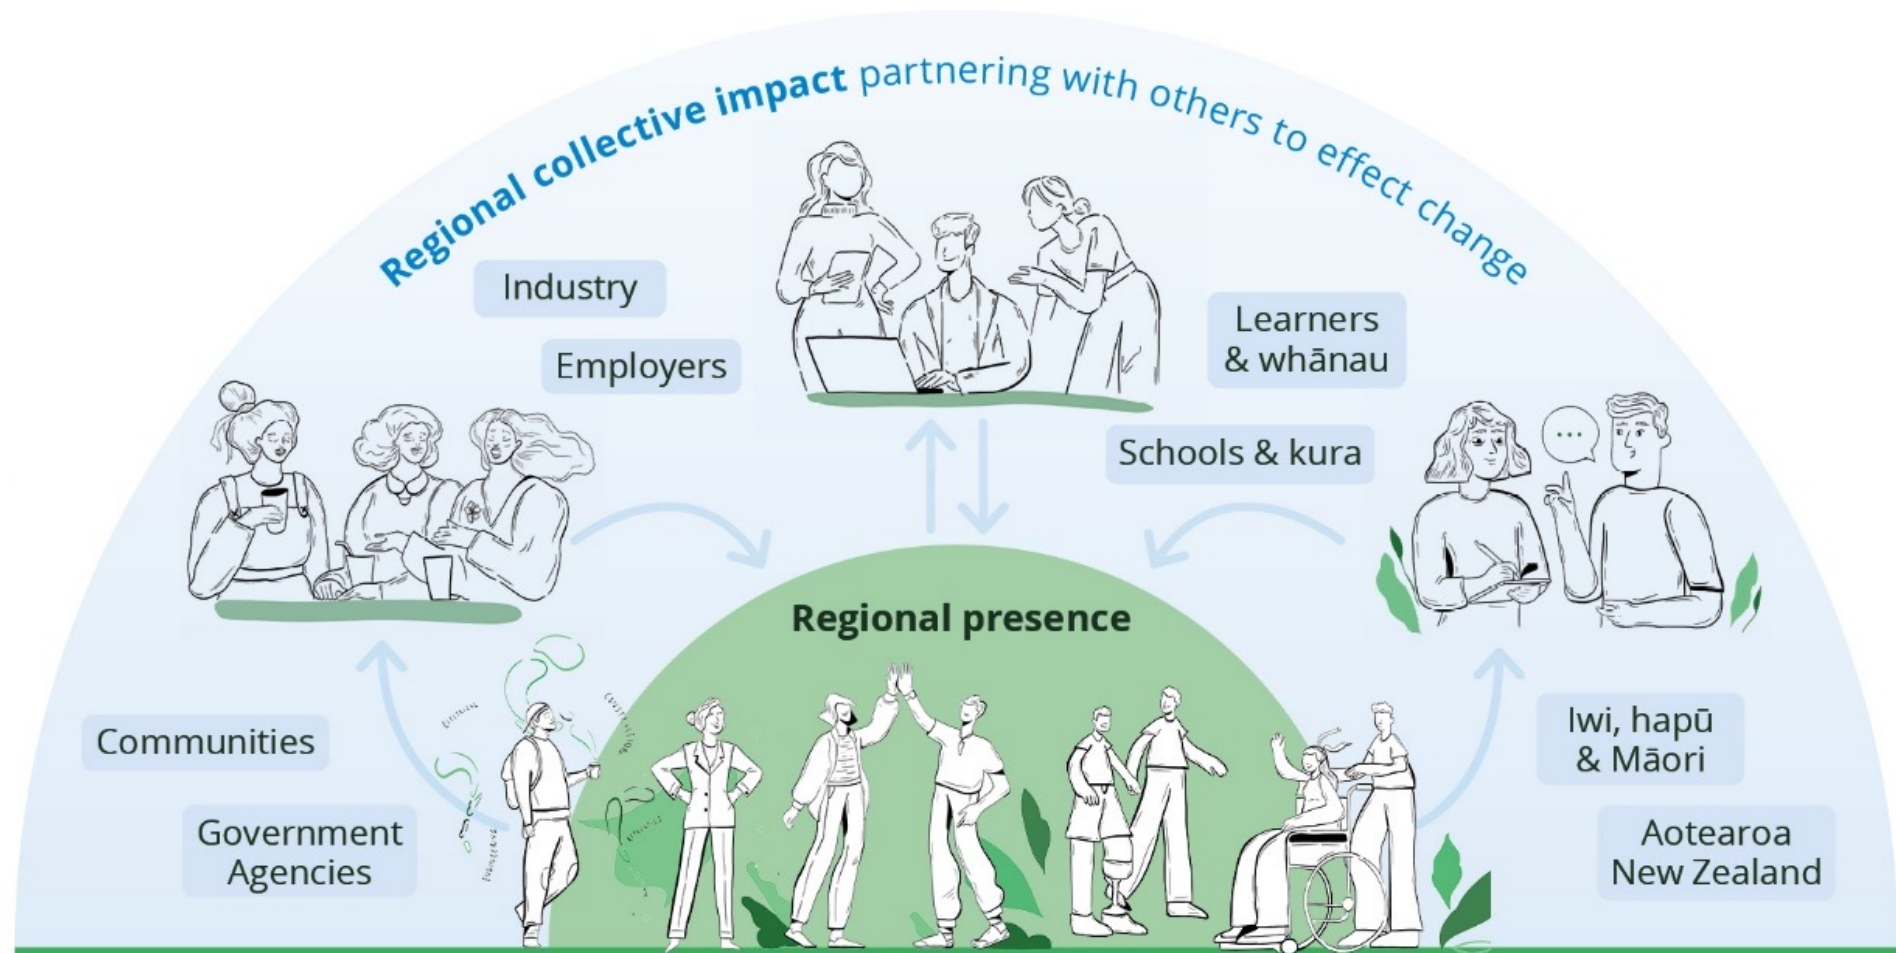 Regional collective impact partnering with others to effect change
Industry
Employers
Learners
& whānau
Schools & kura
Regional presence
Communities
Government
Agencies
Iwi, hapū
& Māori
Aotearoa
New Zealand